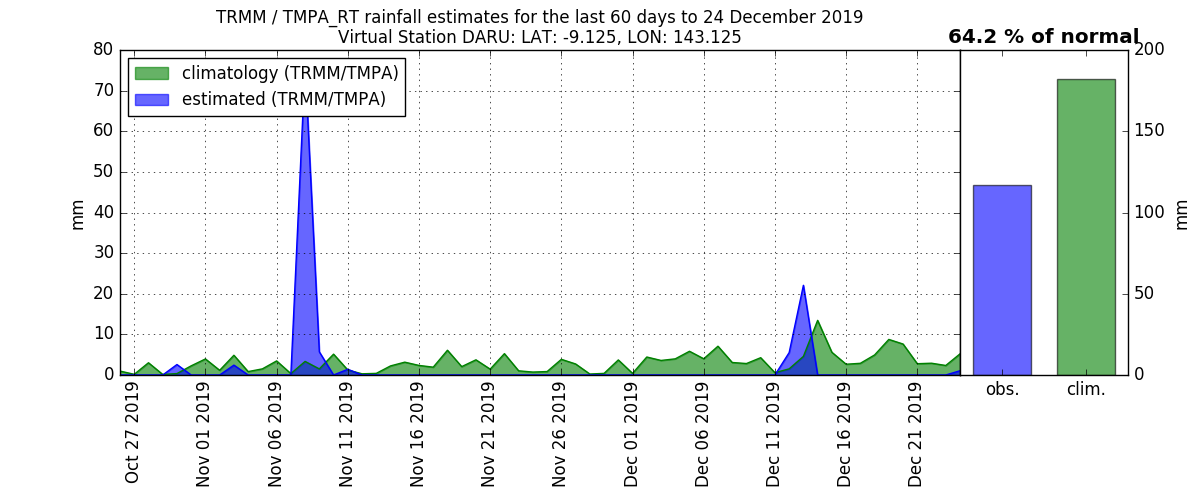 TRMM / TMPA_RT rainfall estimates for the last 60 days to 24 December 2019
Virtual Station DARU: LAT: -9.125, LON: 143.125
64.2 % of normal
climatology (TRMM/TMPA)
estimated (TRMM/TMPA)
80
70
60
50
40
30
20
10
0
mm
Oct 27 2019
Nov 01 2019
Nov 06 2019
Nov 11 2019
Nov 16 2019
Nov 21 2019
Nov 26 2019
Dec 01 2019
Dec 06 2019
Dec 11 2019
Dec 16 2019
Dec 21 2019
200
150
100
50
0
mm
obs.
clim.